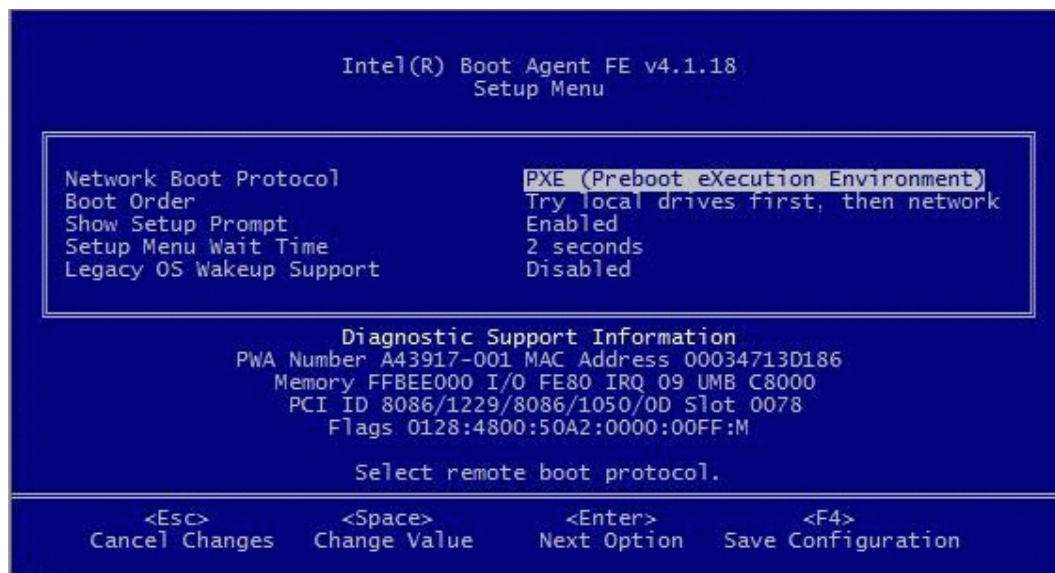 Intel(R) Boot Agent FE v4.1.18
Setup Menu
Network Boot Protocol PXE (Preboot eXecution Environment)
Boot Order Try local drives first, then network
Show Setup Prompt Enabled
Setup Menu Wait Time 2 seconds
Legacy OS Wakeup Support Disabled
Diagnostic Support Information
PWA Number A43917-001 MAC Address 00034713D186
Memory FFBEE000 I/O FE80 IRQ 09 UMB C8000
PCI ID 8086/1229/8086/1050/0D Slot 0078
Flags 0128:4800:50A2:0000:00FF:M
Select remote boot protocol.
<Esc> <Space> <Enter> <F4>
Cancel Changes Change Value Next Option Save Configuration